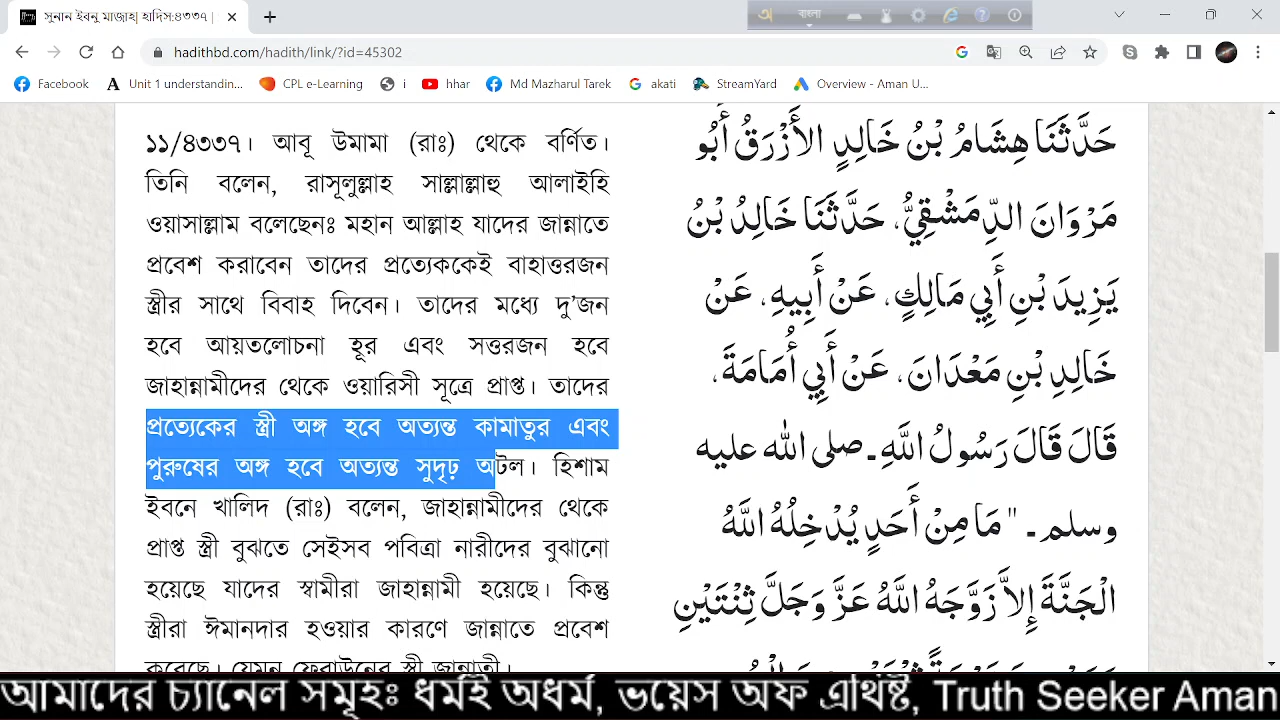 সুনান ইবনু মাজাহ| হাদিস:৪৩৩৭ |
বাংলা
hadithbd.com/hadith/link/?id=45302
Facebook
Unit 1 understandin...
CPL e-Learning
i
hhar
Md Mazharul Tarek
akati
StreamYard
Overview - Aman U...
১১/৪৩৩৭। আবূ উমামা (রাঃ) থেকে বর্ণিত।
তিনি বলেন, রাসূলুল্লাহ সাল্লাল্লাহু আলাইহি
ওয়াসাল্লাম বলেছেনঃ মহান আল্লাহ যাদের জান্নাতে
প্রবেশ করাবেন তাদের প্রত্যেককেই বাহাত্তরজন
স্ত্রীর সাথে বিবাহ দিবেন। তাদের মধ্যে দু’জন
হবে আয়তলোচনা হূর এবং সত্তরজন হবে
জাহান্নামীদের থেকে ওয়ারিসী সূত্রে প্রাপ্ত। তাদের
প্রত্যেকের স্ত্রী অঙ্গ হবে অত্যন্ত কামাতুর এবং
পুরুষের অঙ্গ হবে অত্যন্ত সুদৃঢ় অটল। হিশাম
ইবনে খালিদ (রাঃ) বলেন, জাহান্নামীদের থেকে
প্রাপ্ত স্ত্রী বুঝতে সেইসব পবিত্রা নারীদের বুঝানো
হয়েছে যাদের স্বামীরা জাহান্নামী হয়েছে। কিন্তু
স্ত্রীরা ঈমানদার হওয়ার কারণে জান্নাতে প্রবেশ
করেছে। যেমন ফেরাউনের স্ত্রী জান্নাতী।
حَدَّثَنَا هِشَامُ بْنُ خَالِدٍ الأَزْرَقُ أَبُو
مَرْوَانَ الدِّمَشْقِيُّ، حَدَّثَنَا خَالِدُ بْنُ
يَزِيدَ بْنِ أَبِي مَالِكٍ، عَنْ أَبِيهِ، عَنْ
خَالِدِ بْنِ مَعْدَانَ، عَنْ أَبِي أُمَامَةَ،
قَالَ قَالَ رَسُولُ اللَّهِ ـ صلى الله عليه
وسلم ـ " مَا مِنْ أَحَدٍ يُدْخِلُهُ اللَّهُ
الْجَنَّةَ إِلاَّ زَوَّجَهُ اللَّهُ عَزَّ وَجَلَّ ثِنْتَيْنِ
আমাদের চ্যানেল সমূহঃ ধর্মই অধর্ম, ভয়েস অফ এথিষ্ট, Truth Seeker Aman